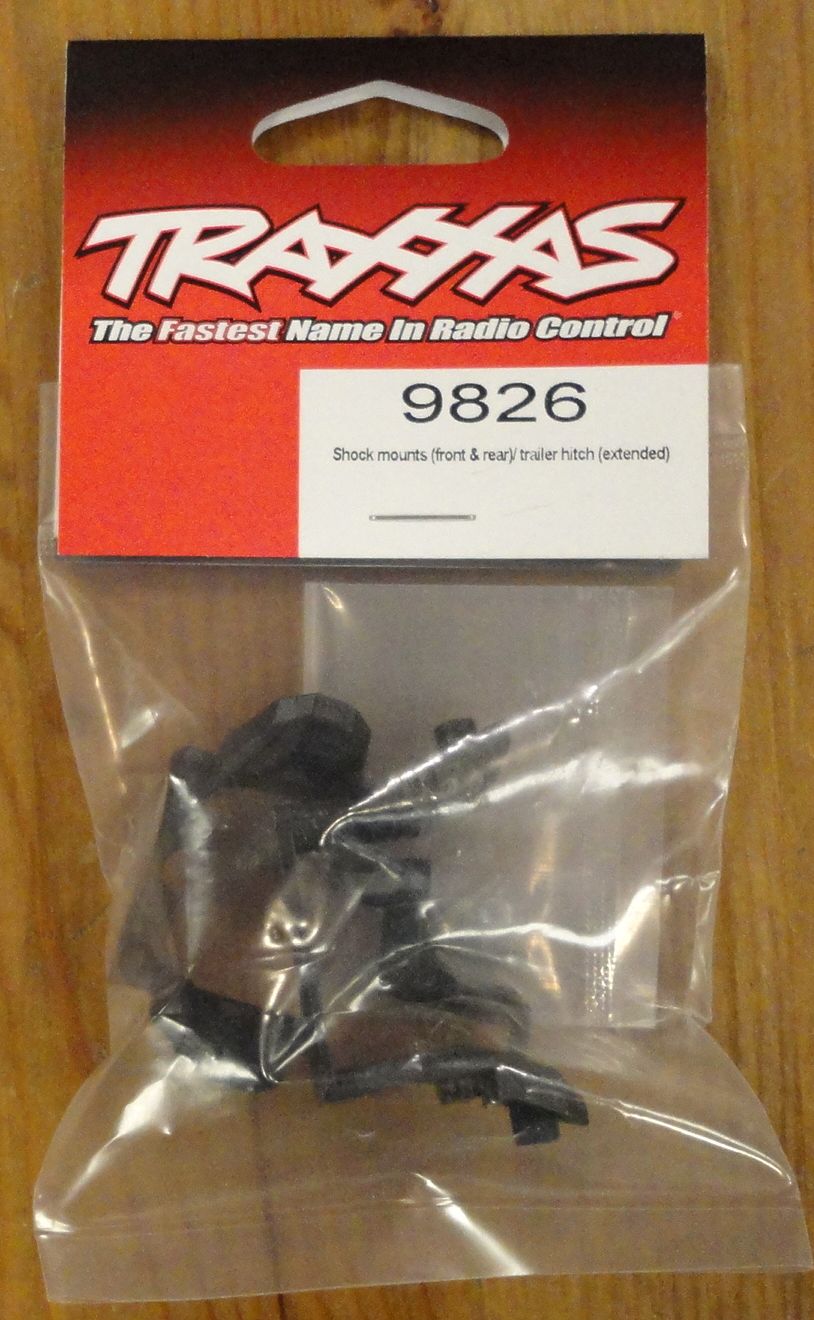 TRAXXAS
The Fastest Name In Radio Control®
9826
Shock mounts (front & rear)/ trailer hitch (extended)